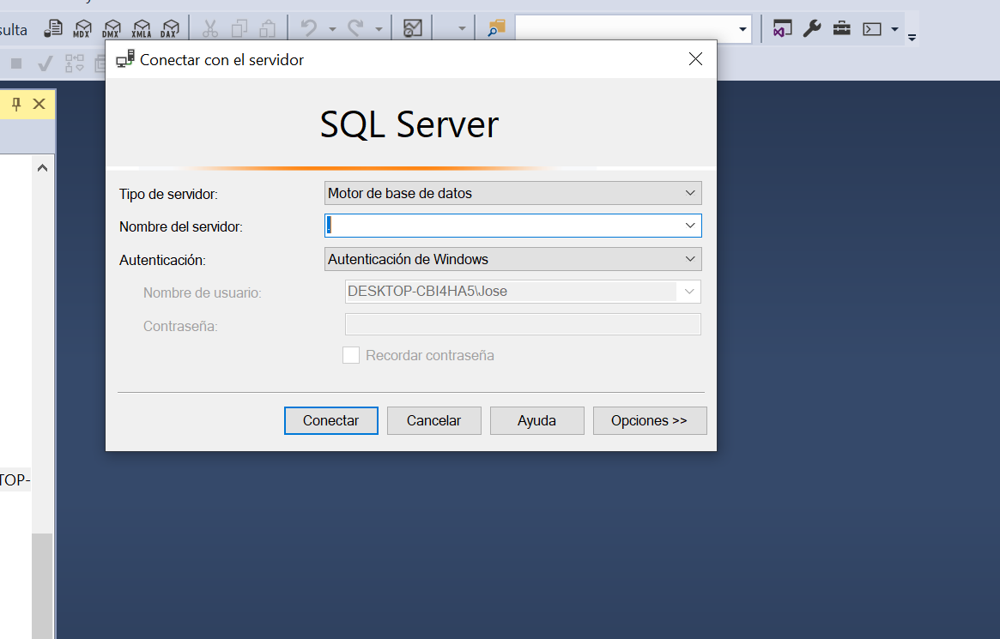 sulta
MDX DMX XMLA DAX
Conectar con el servidor
SQL Server
Tipo de servidor: Motor de base de datos
Nombre del servidor: .
Autenticación: Autenticación de Windows
Nombre de usuario: DESKTOP-CBI4HA5\Jose
Contraseña:
Recordar contraseña
Conectar Cancelar Ayuda Opciones >>
TOP-